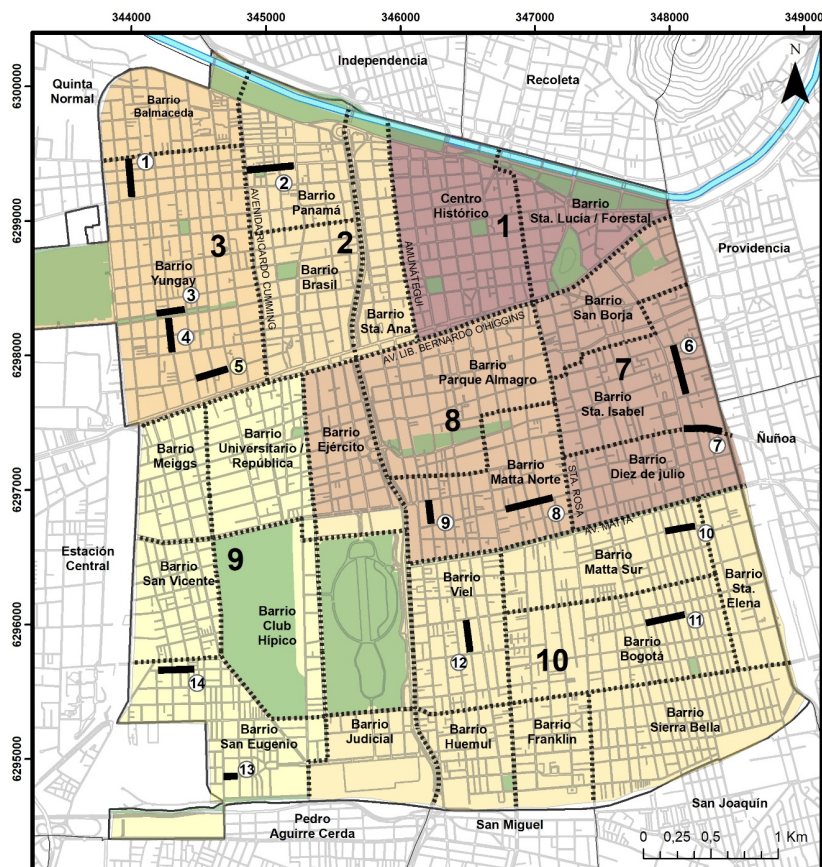 344000
345000
346000
347000
348000
349000
6300000
6299000
6298000
6297000
6296000
6295000
N
Independencia
Recoleta
Quinta
Normal
Barrio
Balmaceda
1
2
Barrio
Panamá
AVENIDA RICARDO CUMMING
Centro
Histórico
1
Barrio
Sta. Lucía / Forestal
Providencia
3
2
AMUNÁTEGUI
Barrio
Yungay
3
4
5
Barrio
Brasil
Barrio
Sta. Ana
AV. LIB. BERNARDO O'HIGGINS
Barrio
San Borja
6
7
Barrio
Parque Almagro
Barrio
Sta. Isabel
8
Barrio
Meiggs
Barrio
Universitario /
República
Barrio
Ejército
Ñuñoa
7
Barrio
Matta Norte
Barrio
Diez de julio
STA. ROSA
9
8
AV. MATTA
10
Estación
Central
Barrio
San Vicente
9
Barrio
Viel
Barrio
Matta Sur
Barrio
Sta.
Elena
Barrio
Club
Hípico
12
10
Barrio
Bogotá
11
14
Barrio
San Eugenio
13
Barrio
Judicial
Barrio
Huemul
Barrio
Franklin
Barrio
Sierra Bella
Pedro
Aguirre Cerda
San Miguel
San Joaquín
0 0,25 0,5 1 Km